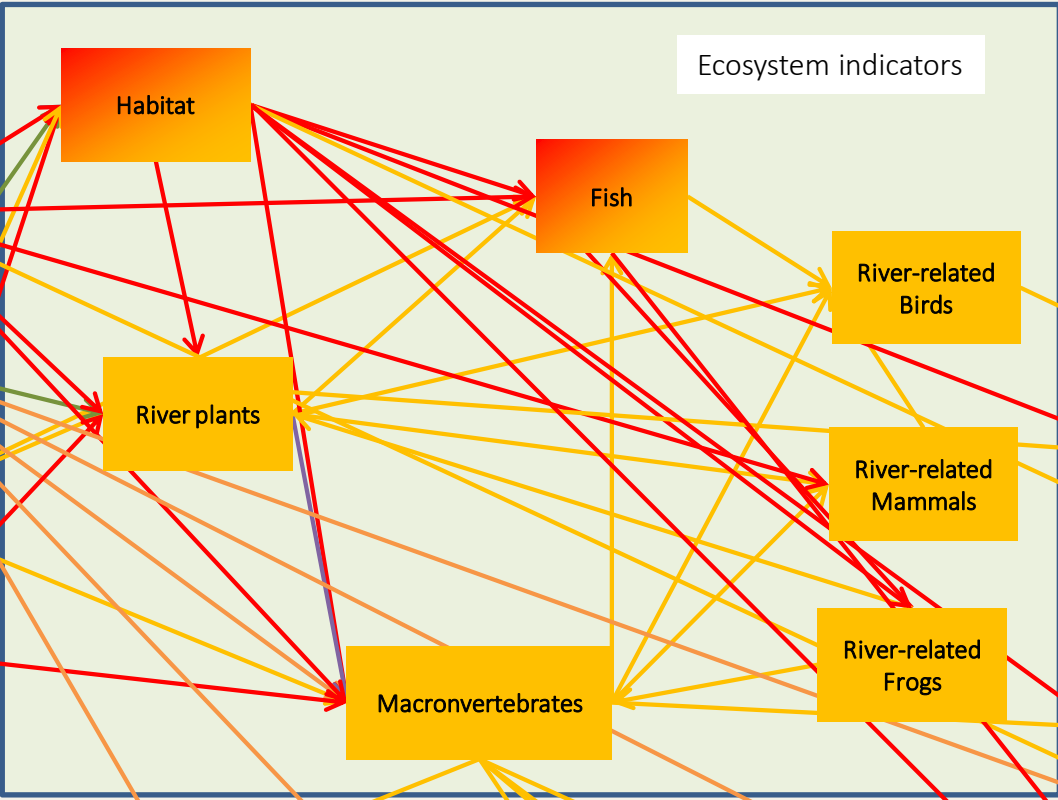 Ecosystem indicators
Habitat
Fish
River-related
Birds
River plants
River-related
Mammals
River-related
Frogs
Macronvertebrates